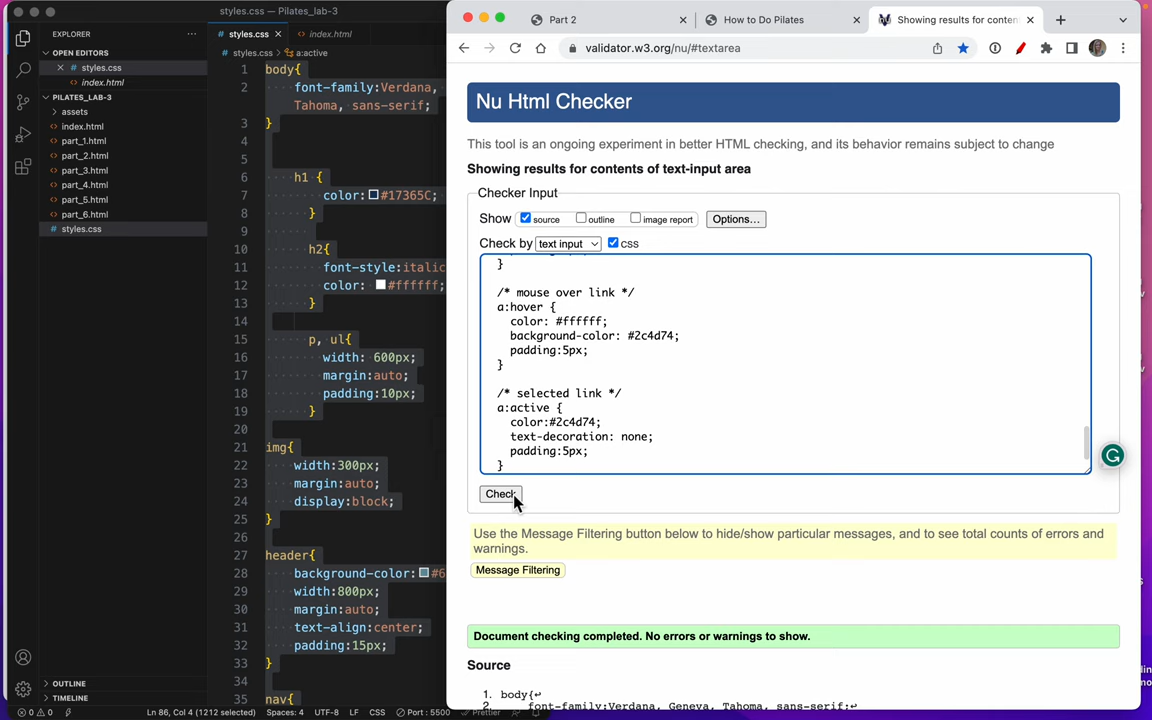 styles.css — Pilates_lab-3
EXPLORER
OPEN EDITORS
# styles.css
<> index.html
PILATES_LAB-3
assets
<> index.html
<> part_1.html
<> part_2.html
<> part_3.html
<> part_4.html
<> part_5.html
<> part_6.html
# styles.css
OUTLINE
TIMELINE
# styles.css ×
<> index.html
# styles.css > a:active
1 body{
2 font-family:Verdana,
Tahoma, sans-serif;
3 }
4
5
6 h1 {
7 color: #17365C;
8 }
9
10 h2{
11 font-style:italic
12 color: #ffffff;
13 }
14
15 p, ul{
16 width: 600px;
17 margin:auto;
18 padding:10px;
19 }
20
21 img{
22 width:300px;
23 margin:auto;
24 display:block;
25 }
26
27 header{
28 background-color: #6
29 width:800px;
30 margin:auto;
31 text-align:center;
32 padding:15px;
33 }
34
35 nav{
0 0 Ln 86, Col 4 (1212 selected) Spaces: 4 UTF-8 LF CSS Port : 5500 Prettier
Part 2
How to Do Pilates
Showing results for conten
validator.w3.org/nu/#textarea
Nu Html Checker
This tool is an ongoing experiment in better HTML checking, and its behavior remains subject to change
Showing results for contents of text-input area
Checker Input
Show source outline image report Options...
Check by text input css
}
/* mouse over link */
a:hover {
color: #ffffff;
background-color: #2c4d74;
padding:5px;
}
/* selected link */
a:active {
color:#2c4d74;
text-decoration: none;
padding:5px;
}
Check
Use the Message Filtering button below to hide/show particular messages, and to see total counts of errors and
warnings.
Message Filtering
Document checking completed. No errors or warnings to show.
Source
1. body{↩
2. font-family:Verdana, Geneva, Tahoma, sans-serif;↩